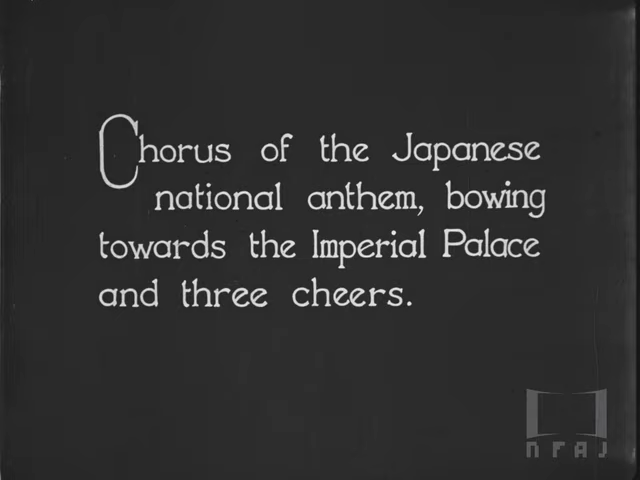 Chorus of the Japanese
national anthem, bowing
towards the Imperial Palace
and three cheers.
NFAJ